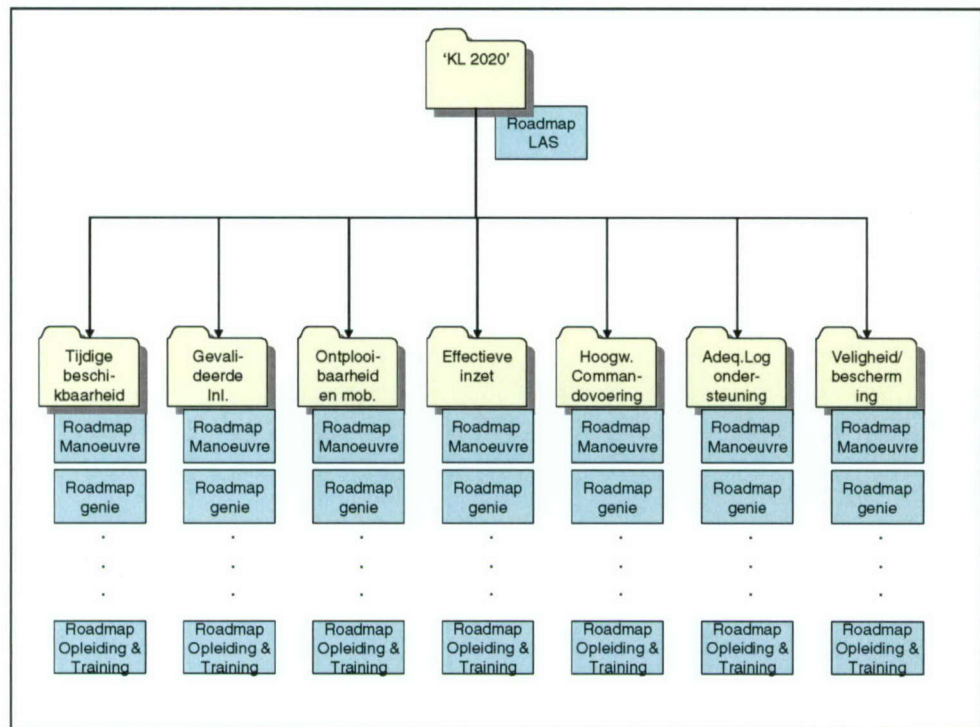 'KL 2020'
Roadmap
LAS
Tijdige
beschi-
kbaarheid
Gevali-
deerde
Inl.
Ontplooi-
baarheid
en mob.
Effectieve
inzet
Hoogw.
Comman-
dovoering
Adeq.Log
onder-
steuning
Veligheid/
bescherm
ing
Roadmap
Manoeuvre
Roadmap
Manoeuvre
Roadmap
Manoeuvre
Roadmap
Manoeuvre
Roadmap
Manoeuvre
Roadmap
Manoeuvre
Roadmap
Manoeuvre
Roadmap
genie
Roadmap
genie
Roadmap
genie
Roadmap
genie
Roadmap
genie
Roadmap
genie
Roadmap
genie
Roadmap
Opleiding &
Training
Roadmap
Opleiding &
Training
Roadmap
Opleiding &
Training
Roadmap
Opleiding &
Training
Roadmap
Opleiding &
Training
Roadmap
Opleiding &
Training
Roadmap
Opleiding &
Training